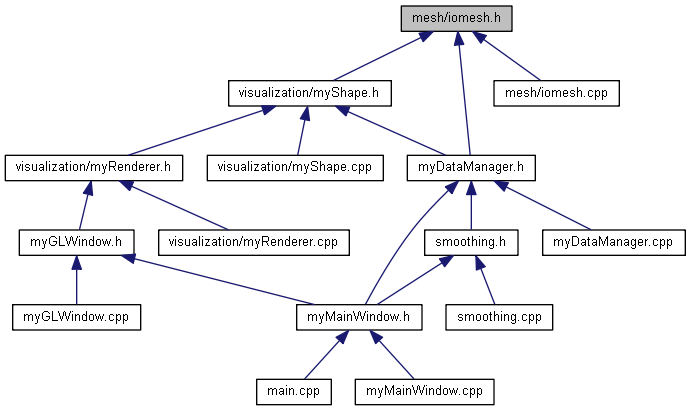 mesh/iomesh.h
visualization/myShape.h
mesh/iomesh.cpp
visualization/myRenderer.h
visualization/myShape.cpp
myDataManager.h
myGLWindow.h
visualization/myRenderer.cpp
smoothing.h
myDataManager.cpp
myGLWindow.cpp
myMainWindow.h
smoothing.cpp
main.cpp
myMainWindow.cpp